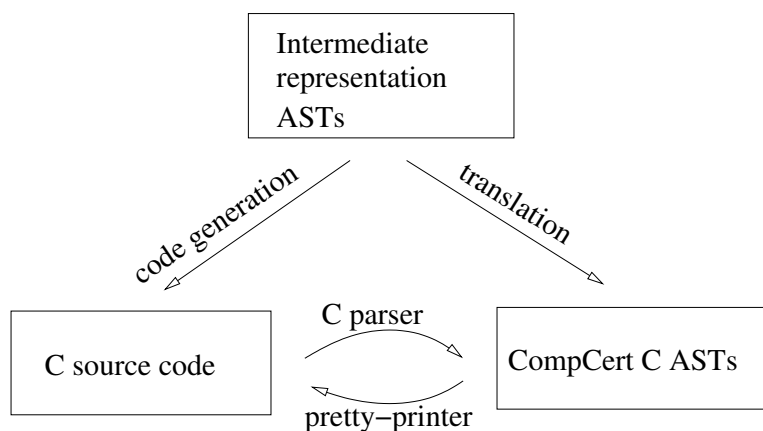 Intermediate
representation
ASTs
code generation
translation
C parser
C source code
CompCert C ASTs
pretty−printer